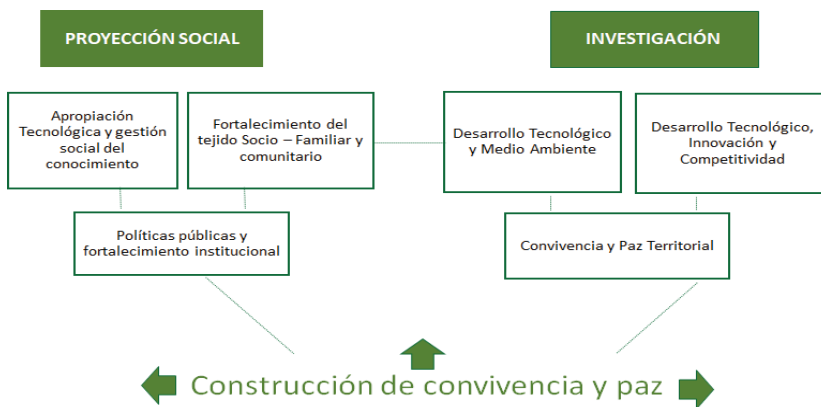 PROYECCIÓN SOCIAL
INVESTIGACIÓN
Apropiación
Tecnológica y gestión
social del
conocimiento
Fortalecimiento del
tejido Socio – Familiar y
comunitario
Desarrollo Tecnológico
y Medio Ambiente
Desarrollo Tecnológico,
Innovación y
Competitividad
Políticas públicas y
fortalecimiento institucional
Convivencia y Paz Territorial
Construcción de convivencia y paz